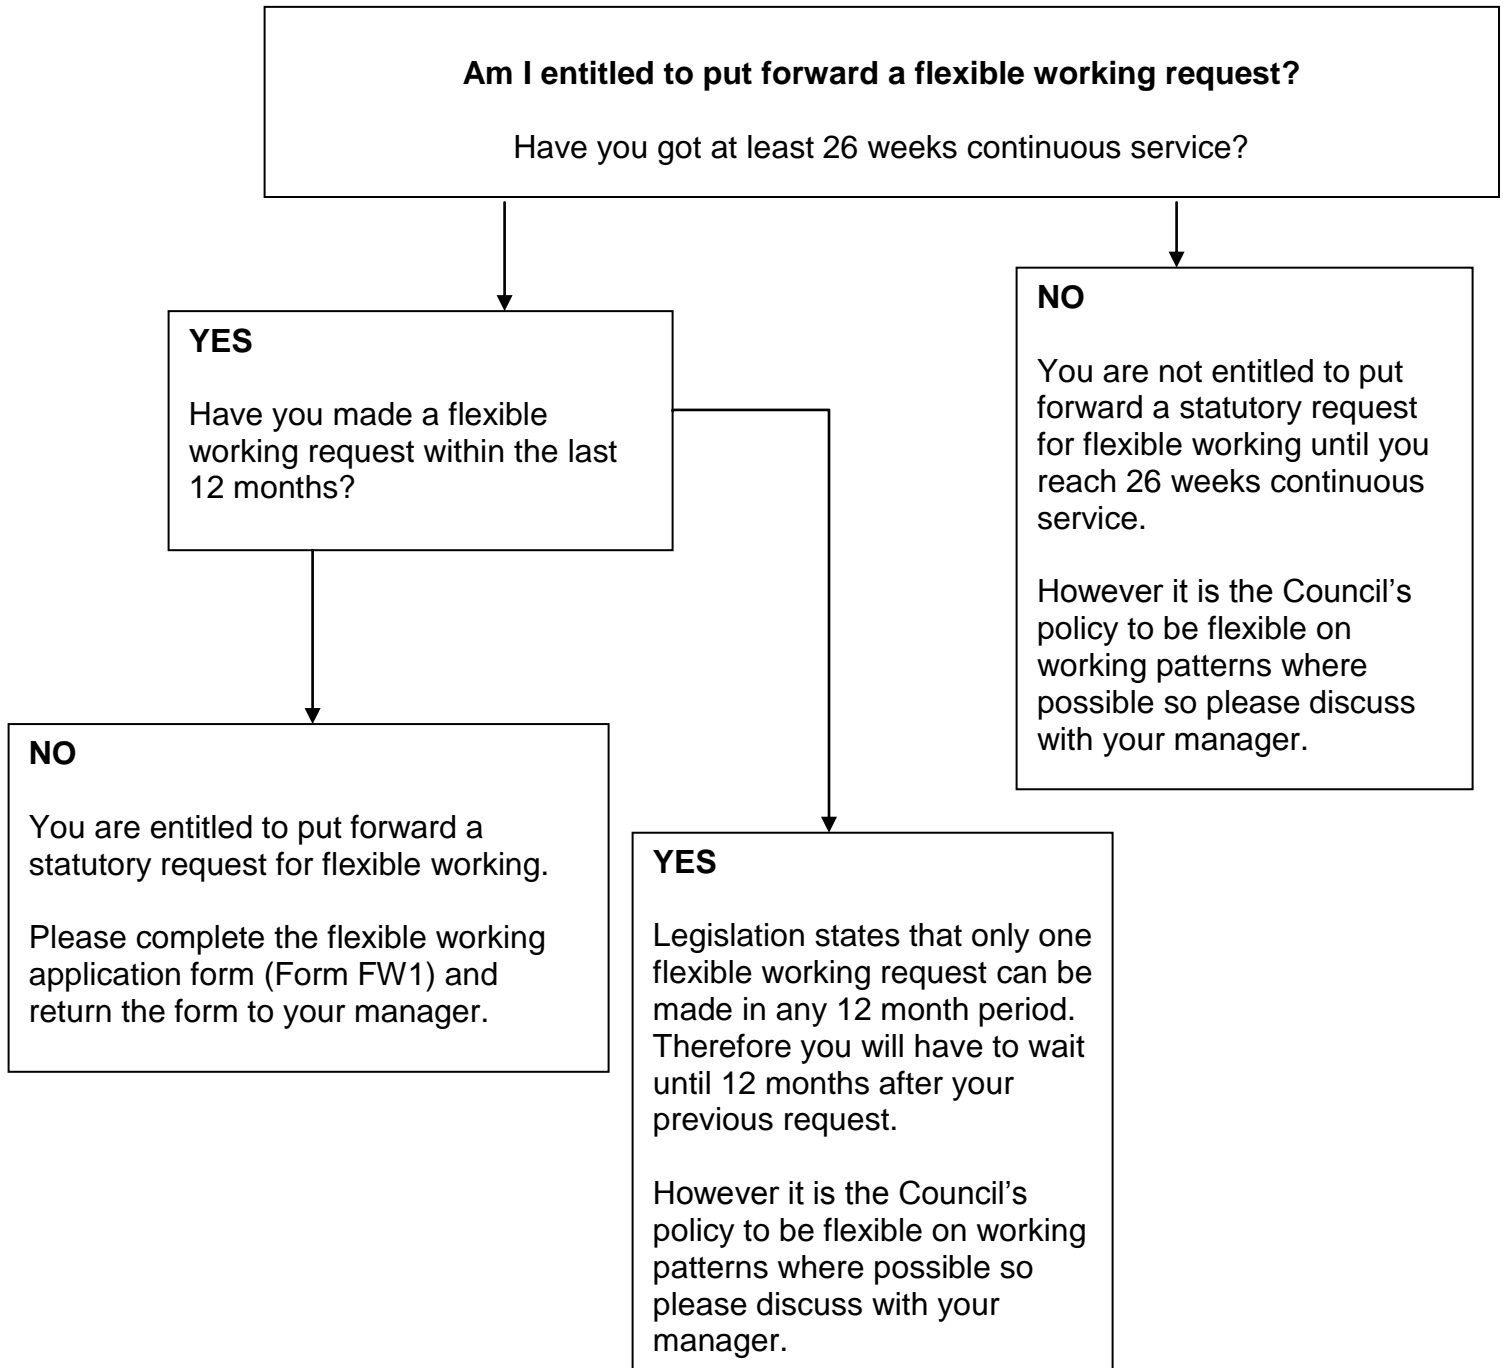 Am I entitled to put forward a flexible working request?
Have you got at least 26 weeks continuous service?
YES
Have you made a flexible
working request within the last
12 months?
NO
You are not entitled to put
forward a statutory request
for flexible working until you
reach 26 weeks continuous
service.
However it is the Council’s
policy to be flexible on
working patterns where
possible so please discuss
with your manager.
NO
You are entitled to put forward a
statutory request for flexible working.
Please complete the flexible working
application form (Form FW1) and
return the form to your manager.
YES
Legislation states that only one
flexible working request can be
made in any 12 month period.
Therefore you will have to wait
until 12 months after your
previous request.
However it is the Council’s
policy to be flexible on working
patterns where possible so
please discuss with your
manager.